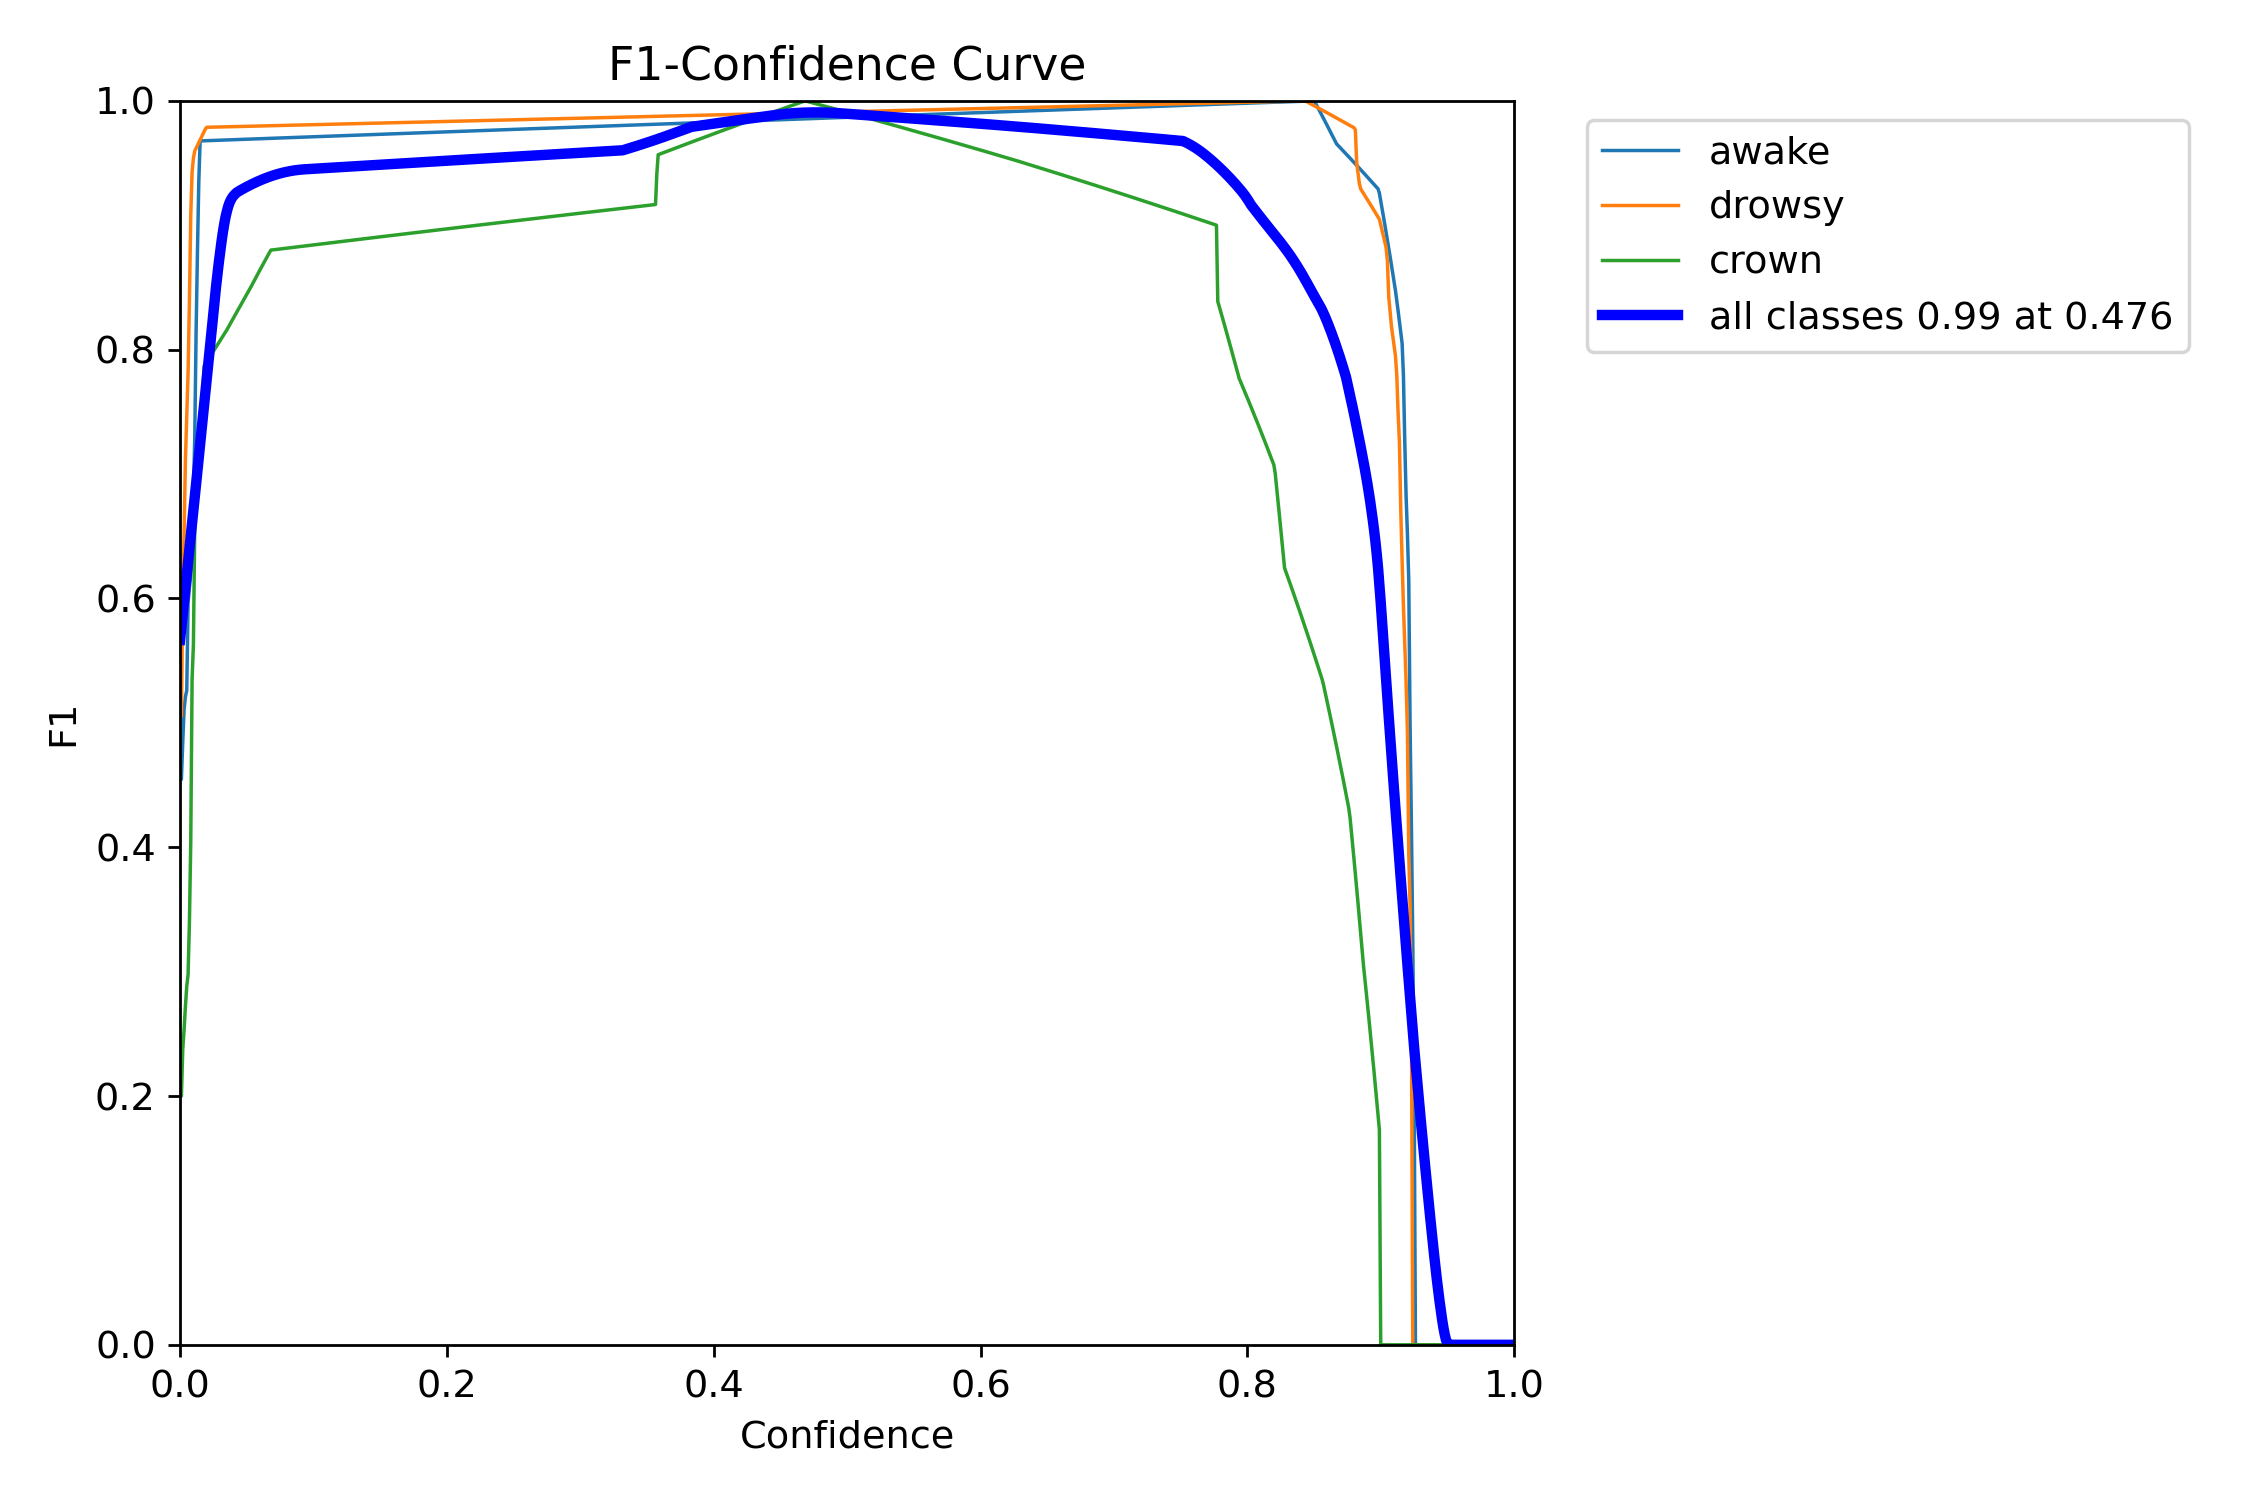 F1-Confidence Curve
1.0
0.8
0.6
0.4
0.2
0.0
F1
0.0 0.2 0.4 0.6 0.8 1.0
Confidence
awake
drowsy
crown
all classes 0.99 at 0.476